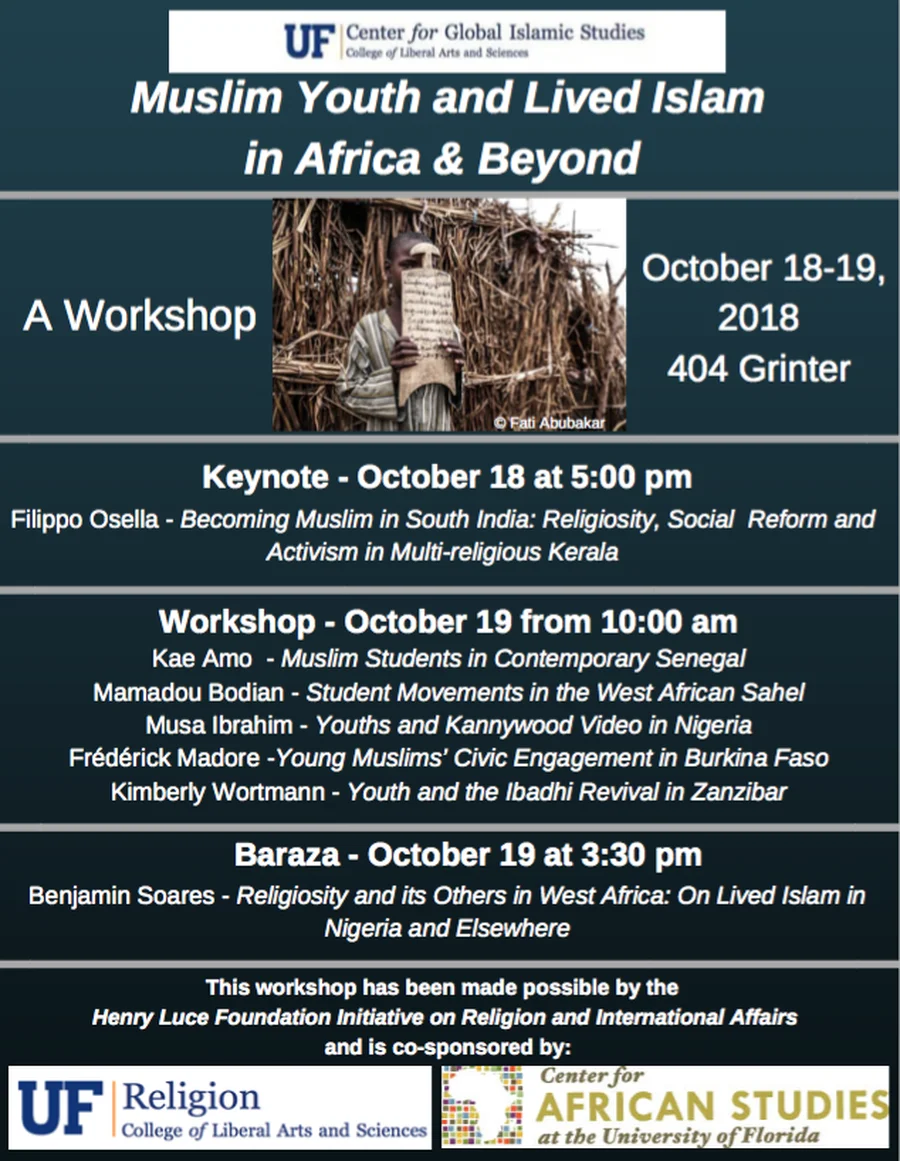 UF Center for Global Islamic Studies
College of Liberal Arts and Sciences
Muslim Youth and Lived Islam
in Africa & Beyond
A Workshop
© Fati Abubakar
October 18-19,
2018
404 Grinter
Keynote - October 18 at 5:00 pm
Filippo Osella - Becoming Muslim in South India: Religiosity, Social Reform and
Activism in Multi-religious Kerala
Workshop - October 19 from 10:00 am
Kae Amo - Muslim Students in Contemporary Senegal
Mamadou Bodian - Student Movements in the West African Sahel
Musa Ibrahim - Youths and Kannywood Video in Nigeria
Frédérick Madore -Young Muslims' Civic Engagement in Burkina Faso
Kimberly Wortmann - Youth and the Ibadhi Revival in Zanzibar
Baraza - October 19 at 3:30 pm
Benjamin Soares - Religiosity and its Others in West Africa: On Lived Islam in
Nigeria and Elsewhere
This workshop has been made possible by the
Henry Luce Foundation Initiative on Religion and International Affairs
and is co-sponsored by:
UF Religion
College of Liberal Arts and Sciences
Center for
AFRICAN STUDIES
at the University of Florida